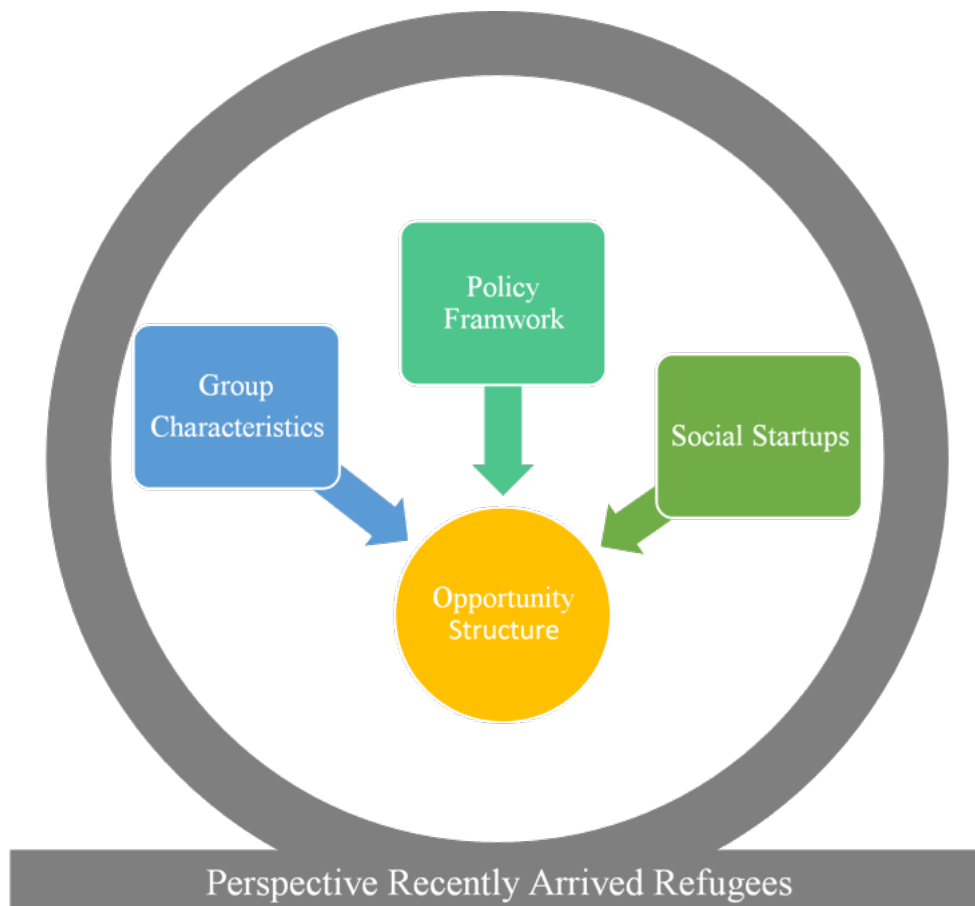 Policy
Framwork
Group
Characteristics
Social Startups
Opportunity
Structure
Perspective Recently Arrived Refugees